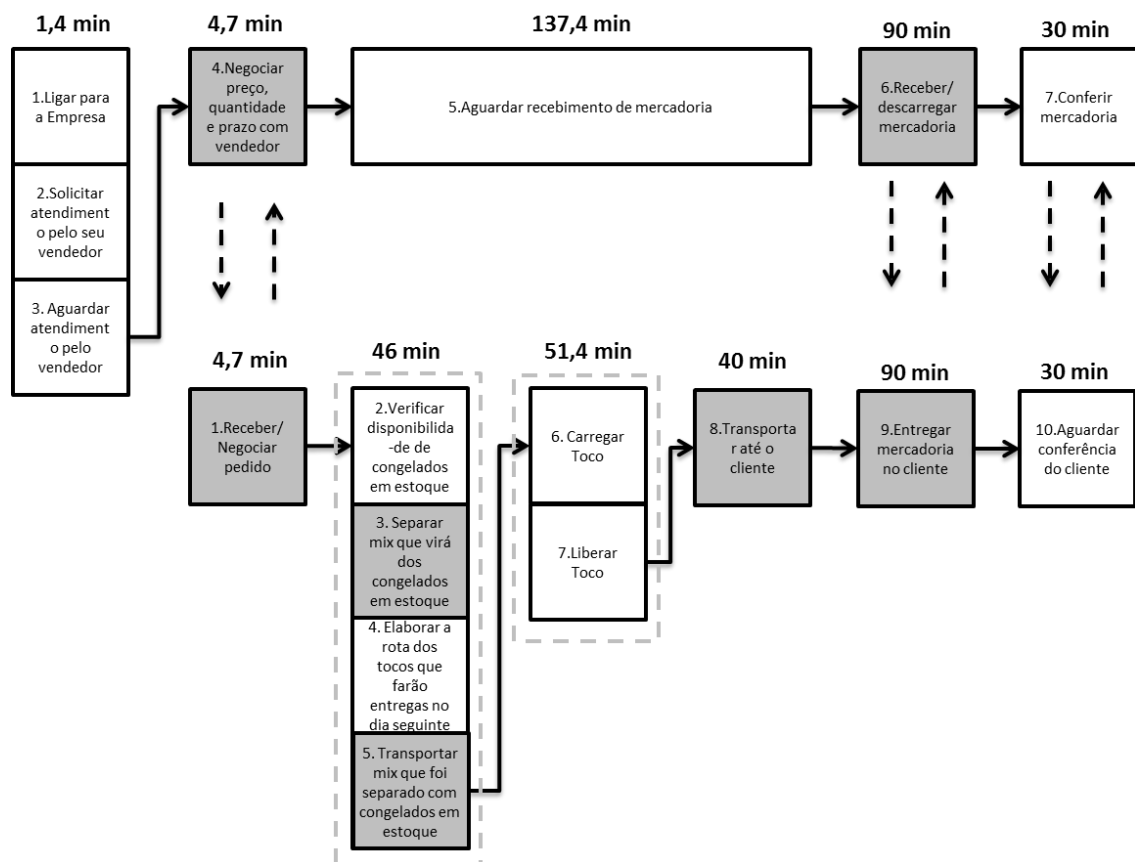 1,4 min
4,7 min
137,4 min
90 min
30 min
1.Ligar para
a Empresa
2.Solicitar
atendiment
o pelo seu
vendedor
3. Aguardar
atendiment
o pelo
vendedor
4.Negociar
preço,
quantidade
e prazo com
vendedor
5.Aguardar recebimento de mercadoria
6.Receber/
descarregar
mercadoria
7.Conferir
mercadoria
4,7 min
46 min
51,4 min
40 min
90 min
30 min
1.Receber/
Negociar
pedido
2.Verificar
disponibilida
-de de
congelados
em estoque
3. Separar
mix que virá
dos
congelados
em estoque
4. Elaborar a
rota dos
tocos que
farão
entregas no
dia seguinte
5. Transportar
mix que foi
separado com
congelados em
estoque
6. Carregar
Toco
7.Liberar
Toco
8.Transporta
r até o
cliente
9.Entregar
mercadoria
no cliente
10.Aguardar
conferência
do cliente